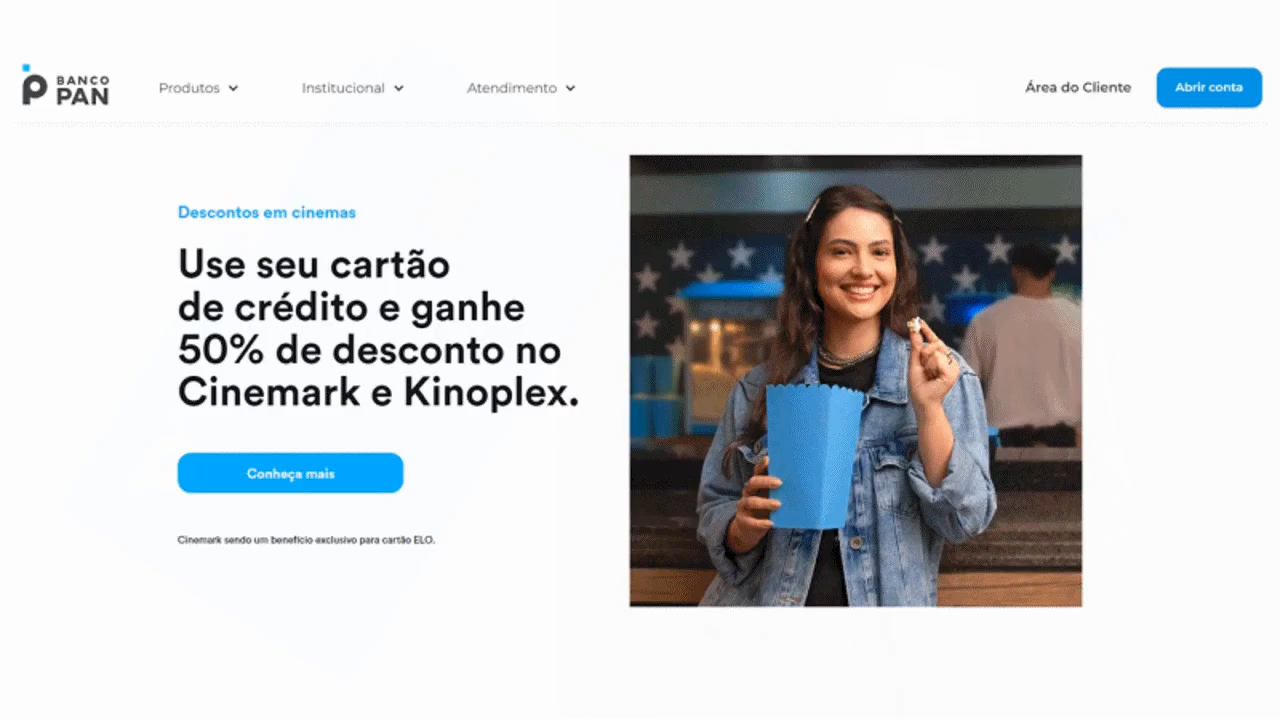 BANCO
PAN
Produtos
Institucional
Atendimento
Área do Cliente
Abrir conta
Descontos em cinemas
Use seu cartão
de crédito e ganhe
50% de desconto no
Cinemark e Kinoplex.
Conheça mais
Cinemark sendo um benefício exclusivo para cartão ELO.